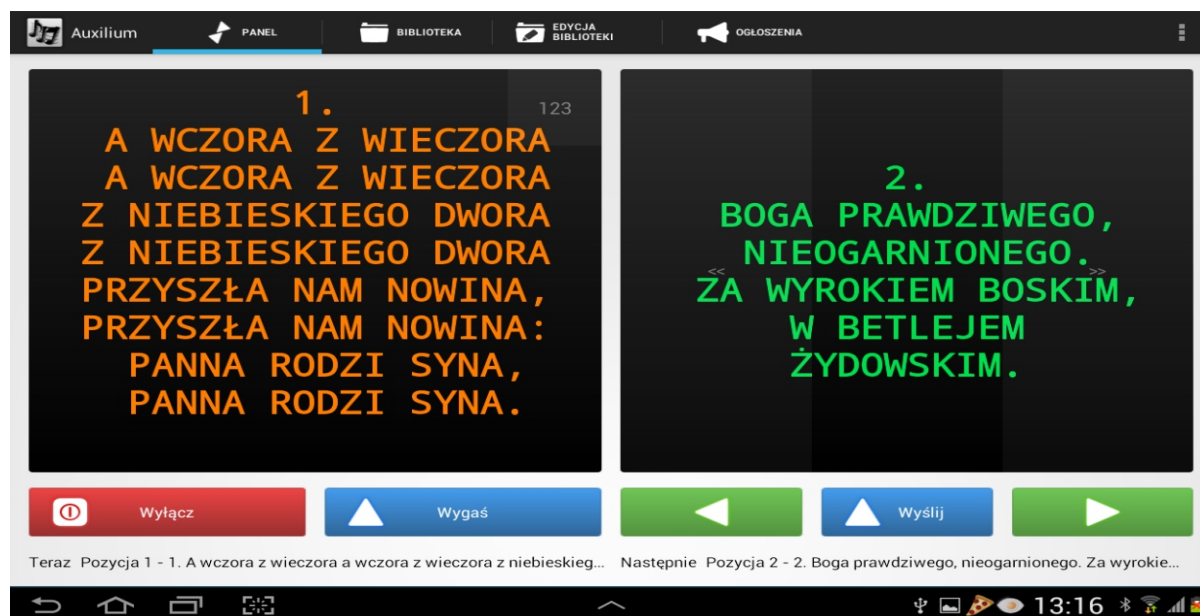 Auxilium
PANEL
BIBLIOTEKA
EDYCJA
BIBLIOTEKI
OGŁOSZENIA
1.
123
A WCZORA Z WIECZORA
A WCZORA Z WIECZORA
Z NIEBIESKIEGO DWORA
Z NIEBIESKIEGO DWORA
PRZYSZŁA NAM NOWINA,
PRZYSZŁA NAM NOWINA:
PANNA RODZI SYNA,
PANNA RODZI SYNA.
2.
BOGA PRAWDZIWEGO,
NIEOGARNIONEGO.
<< >>
ZA WYROKIEM BOSKIM,
W BETLEJEM
ŻYDOWSKIM.
Wyłącz
Wygaś
Wyślij
Teraz Pozycja 1 - 1. A wczora z wieczora a wczora z wieczora z niebieskieg...
Następnie Pozycja 2 - 2. Boga prawdziwego, nieogarnionego. Za wyrokie...
13:16